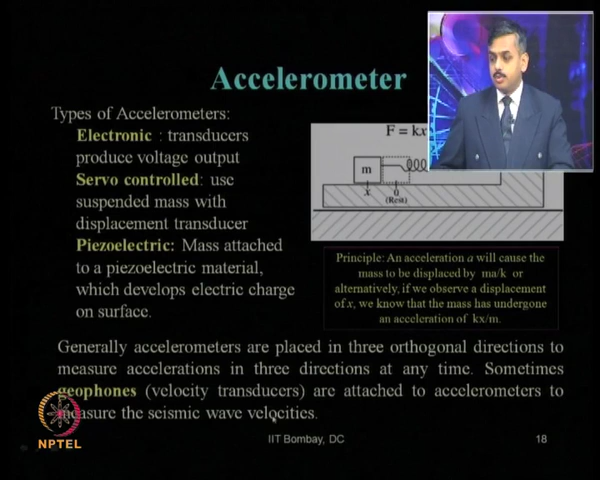 Accelerometer
Types of Accelerometers:
Electronic : transducers
produce voltage output
Servo controlled: use
suspended mass with
displacement transducer
Piezoelectric: Mass attached
to a piezoelectric material,
which develops electric charge
on surface.
F = kx
m
x
0
(Rest)
Principle: An acceleration a will cause the
mass to be displaced by ma/k or
alternatively, if we observe a displacement
of x, we know that the mass has undergone
an acceleration of kx/m.
Generally accelerometers are placed in three orthogonal directions to
measure accelerations in three directions at any time. Sometimes
geophones (velocity transducers) are attached to accelerometers to
measure the seismic wave velocities.
NPTEL
IIT Bombay, DC
18